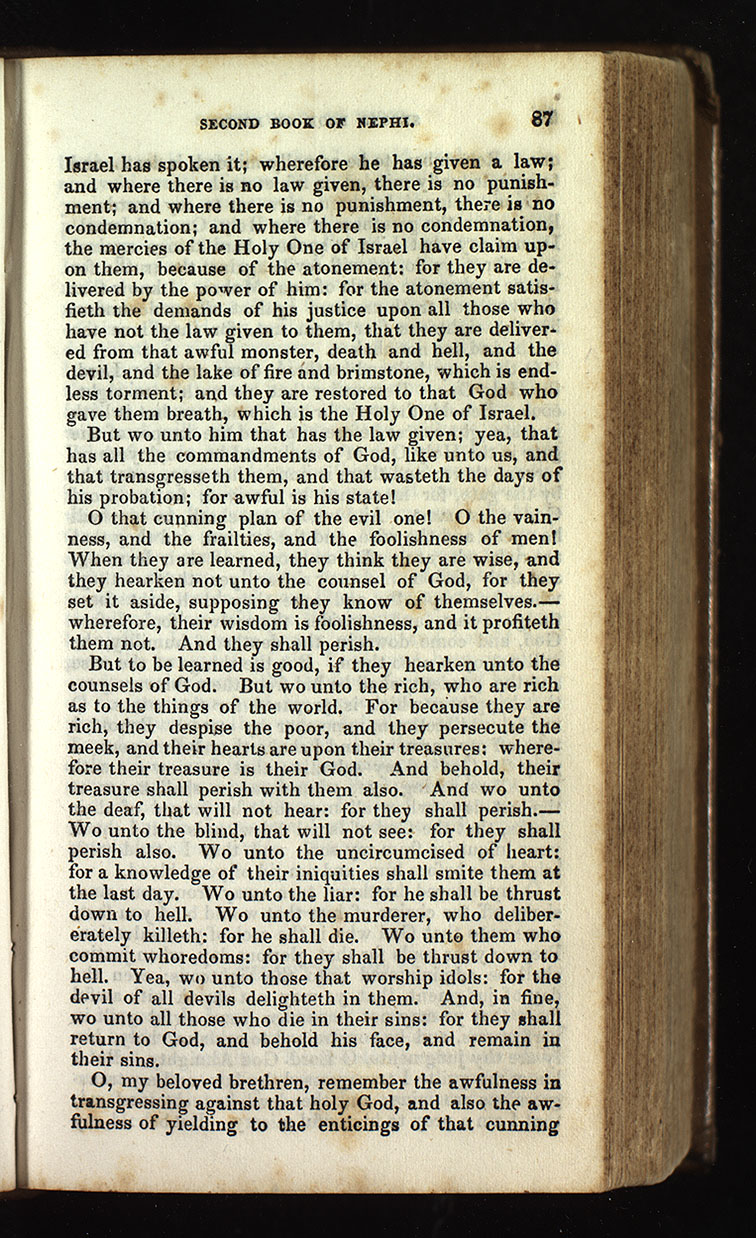 SECOND BOOK OF NEPHI. 87
Israel has spoken it; wherefore he has given a law;
and where there is no law given, there is no punish-
ment; and where there is no punishment, there is no
condemnation; and where there is no condemnation,
the mercies of the Holy One of Israel have claim up-
on them, because of the atonement: for they are de-
livered by the power of him: for the atonement satis-
fieth the demands of his justice upon all those who
have not the law given to them, that they are deliver-
ed from that awful monster, death and hell, and the
devil, and the lake of fire and brimstone, which is end-
less torment; and they are restored to that God who
gave them breath, which is the Holy One of Israel.
But wo unto him that has the law given; yea, that
has all the commandments of God, like unto us, and
that transgresseth them, and that wasteth the days of
his probation; for awful is his state!
O that cunning plan of the evil one! O the vain-
ness, and the frailties, and the foolishness of men!
When they are learned, they think they are wise, and
they hearken not unto the counsel of God, for they
set it aside, supposing they know of themselves.—
wherefore, their wisdom is foolishness, and it profiteth
them not. And they shall perish.
But to be learned is good, if they hearken unto the
counsels of God. But wo unto the rich, who are rich
as to the things of the world. For because they are
rich, they despise the poor, and they persecute the
meek, and their hearts are upon their treasures: where-
fore their treasure is their God. And behold, their
treasure shall perish with them also. And wo unto
the deaf, that will not hear: for they shall perish.—
Wo unto the blind, that will not see: for they shall
perish also. Wo unto the uncircumcised of heart:
for a knowledge of their iniquities shall smite them at
the last day. Wo unto the liar: for he shall be thrust
down to hell. Wo unto the murderer, who deliber-
erately killeth: for he shall die. Wo unto them who
commit whoredoms: for they shall be thrust down to
hell. Yea, wo unto those that worship idols: for the
devil of all devils delighteth in them. And, in fine,
wo unto all those who die in their sins: for they shall
return to God, and behold his face, and remain in
their sins.
O, my beloved brethren, remember the awfulness in
transgressing against that holy God, and also the aw-
fulness of yielding to the enticings of that cunning